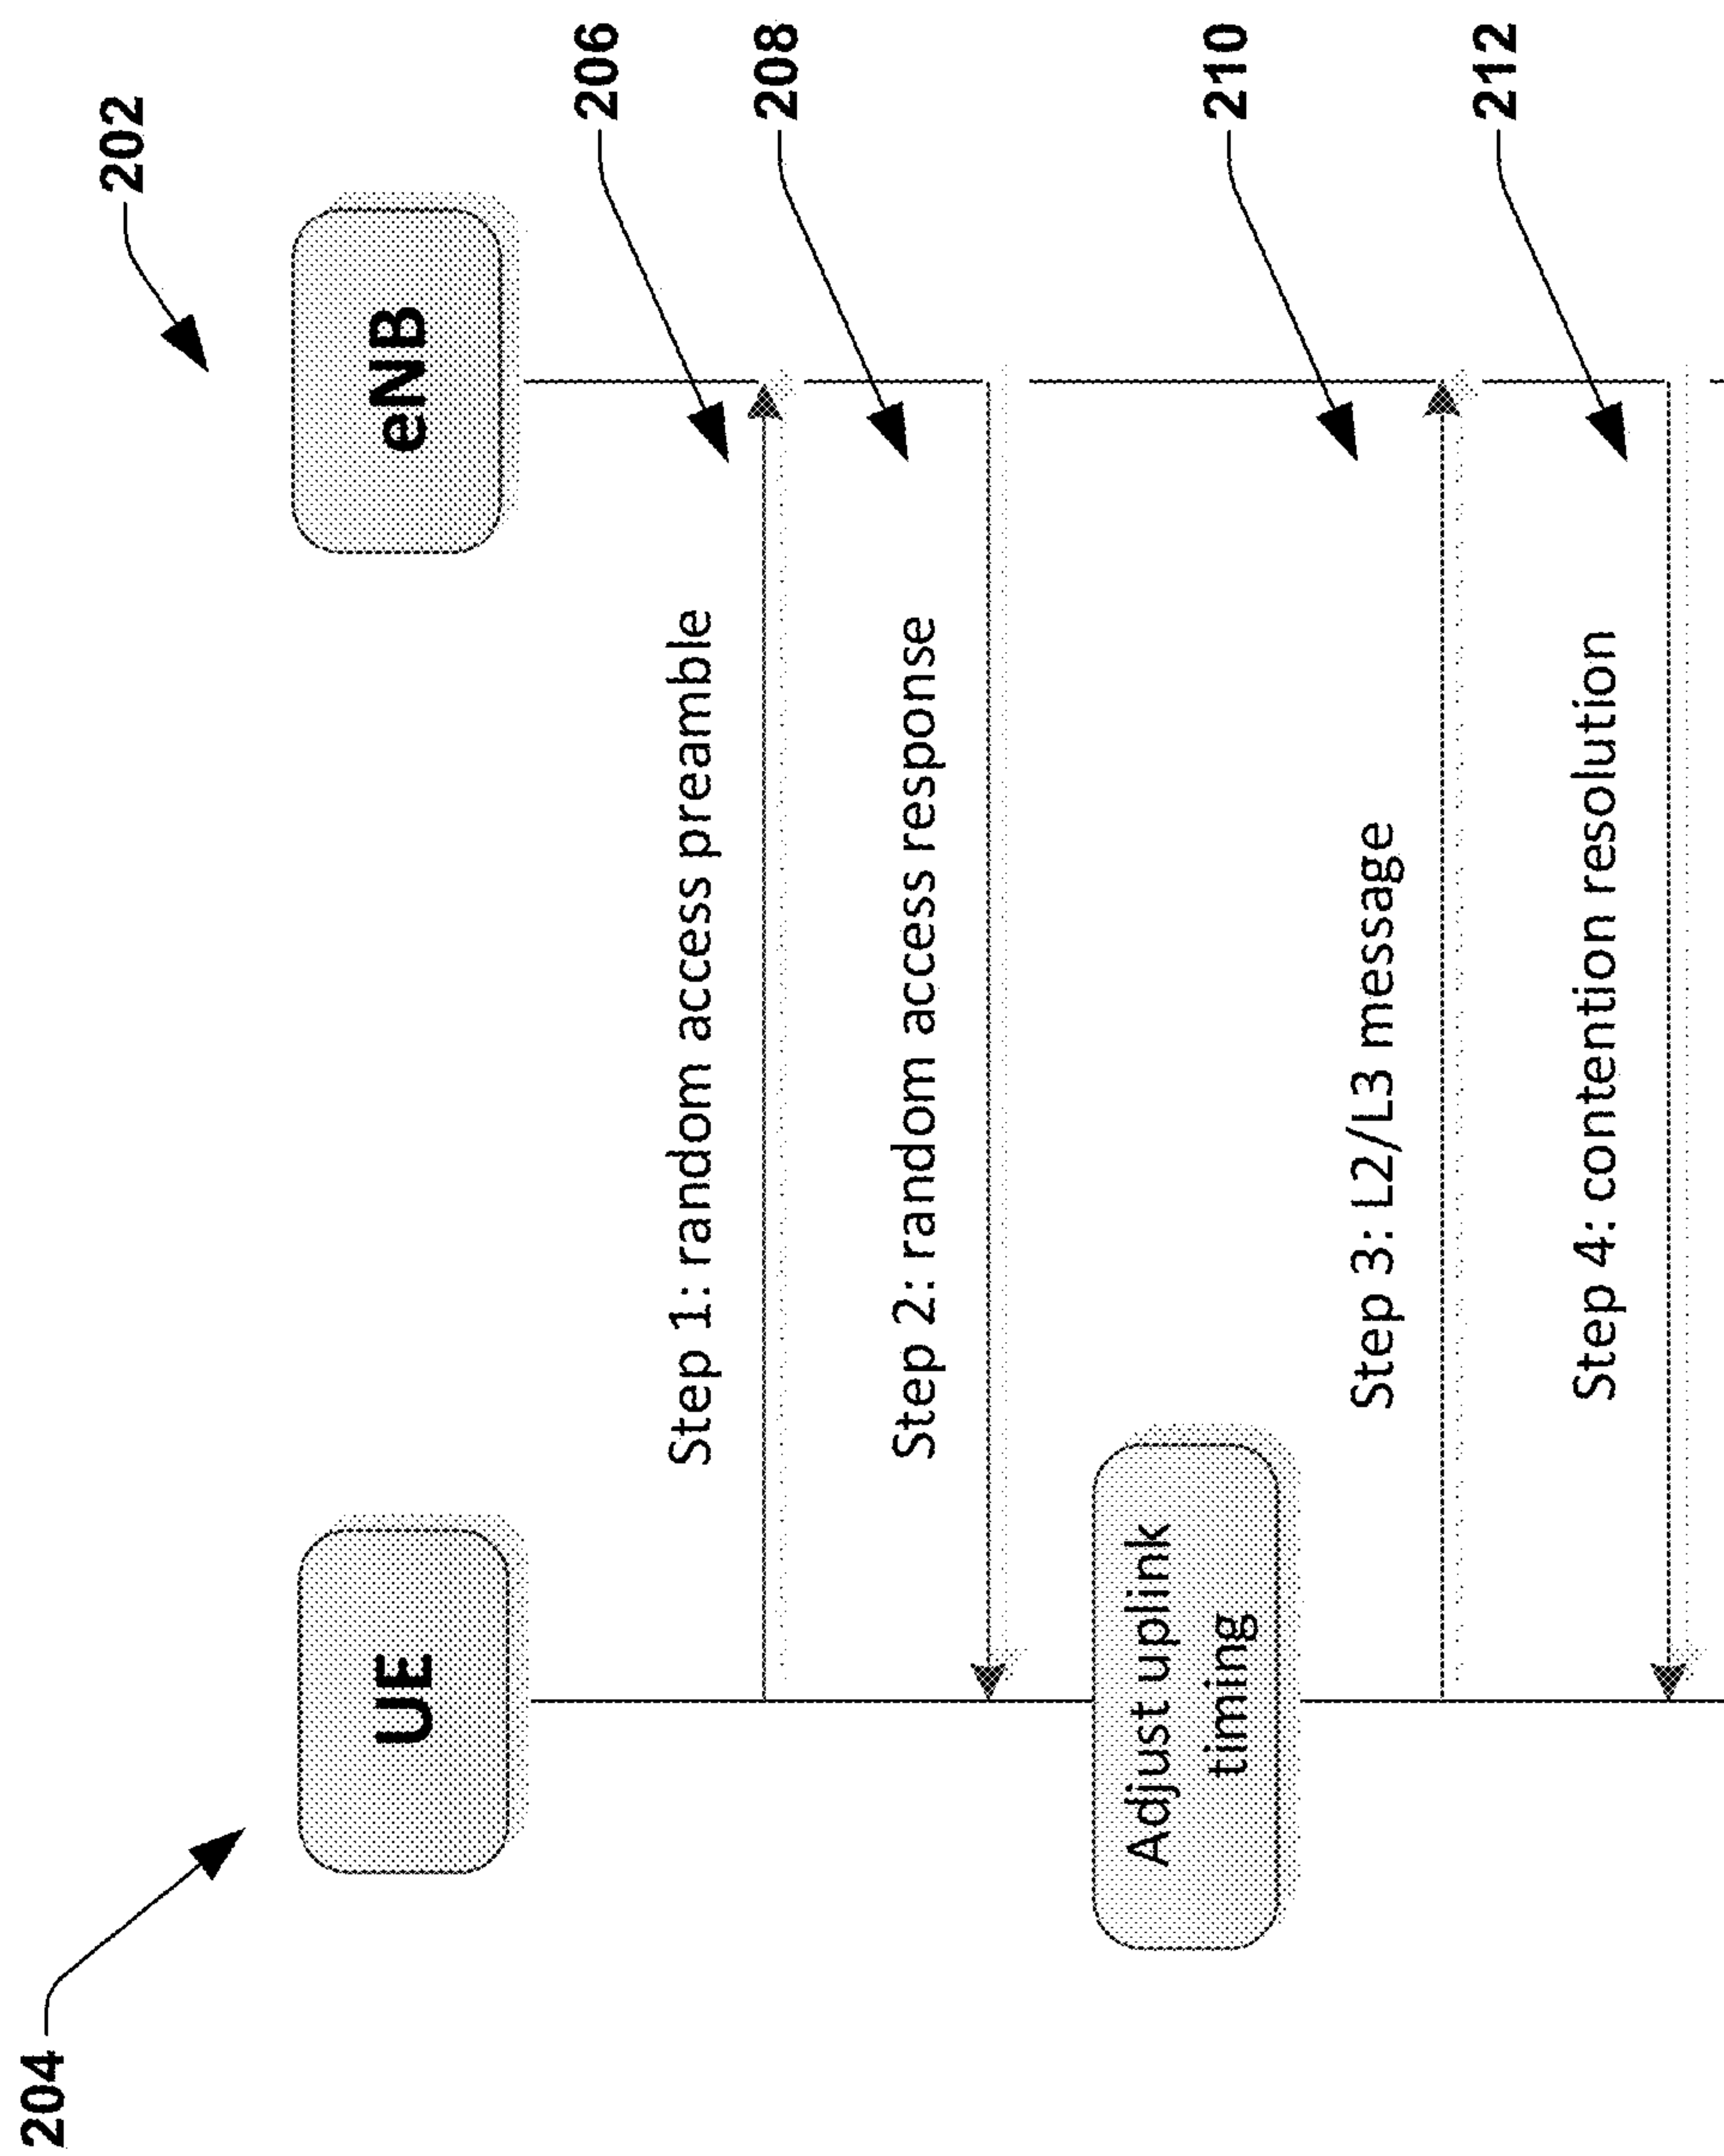 202
204
UE
eNB
206
Step 1: random access preamble
208
Step 2: random access response
Adjust uplink
timing
210
Step 3: L2/L3 message
212
Step 4: contention resolution